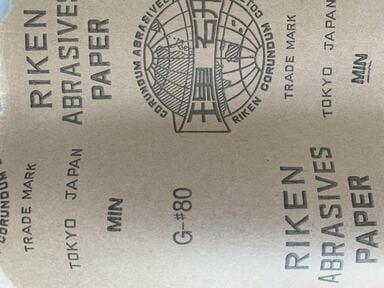 RIKEN
ABRASIVES
PAPER
CORUNDUM ABRASIVES
RIKEN CORUNDUM
TRADE MARK
TOKYO JAPAN
MIN
CORUNDUM
TRADE MARK
TOKYO JAPAN
MIN
G-#80
RIKEN
ABRASIVES
PAPER